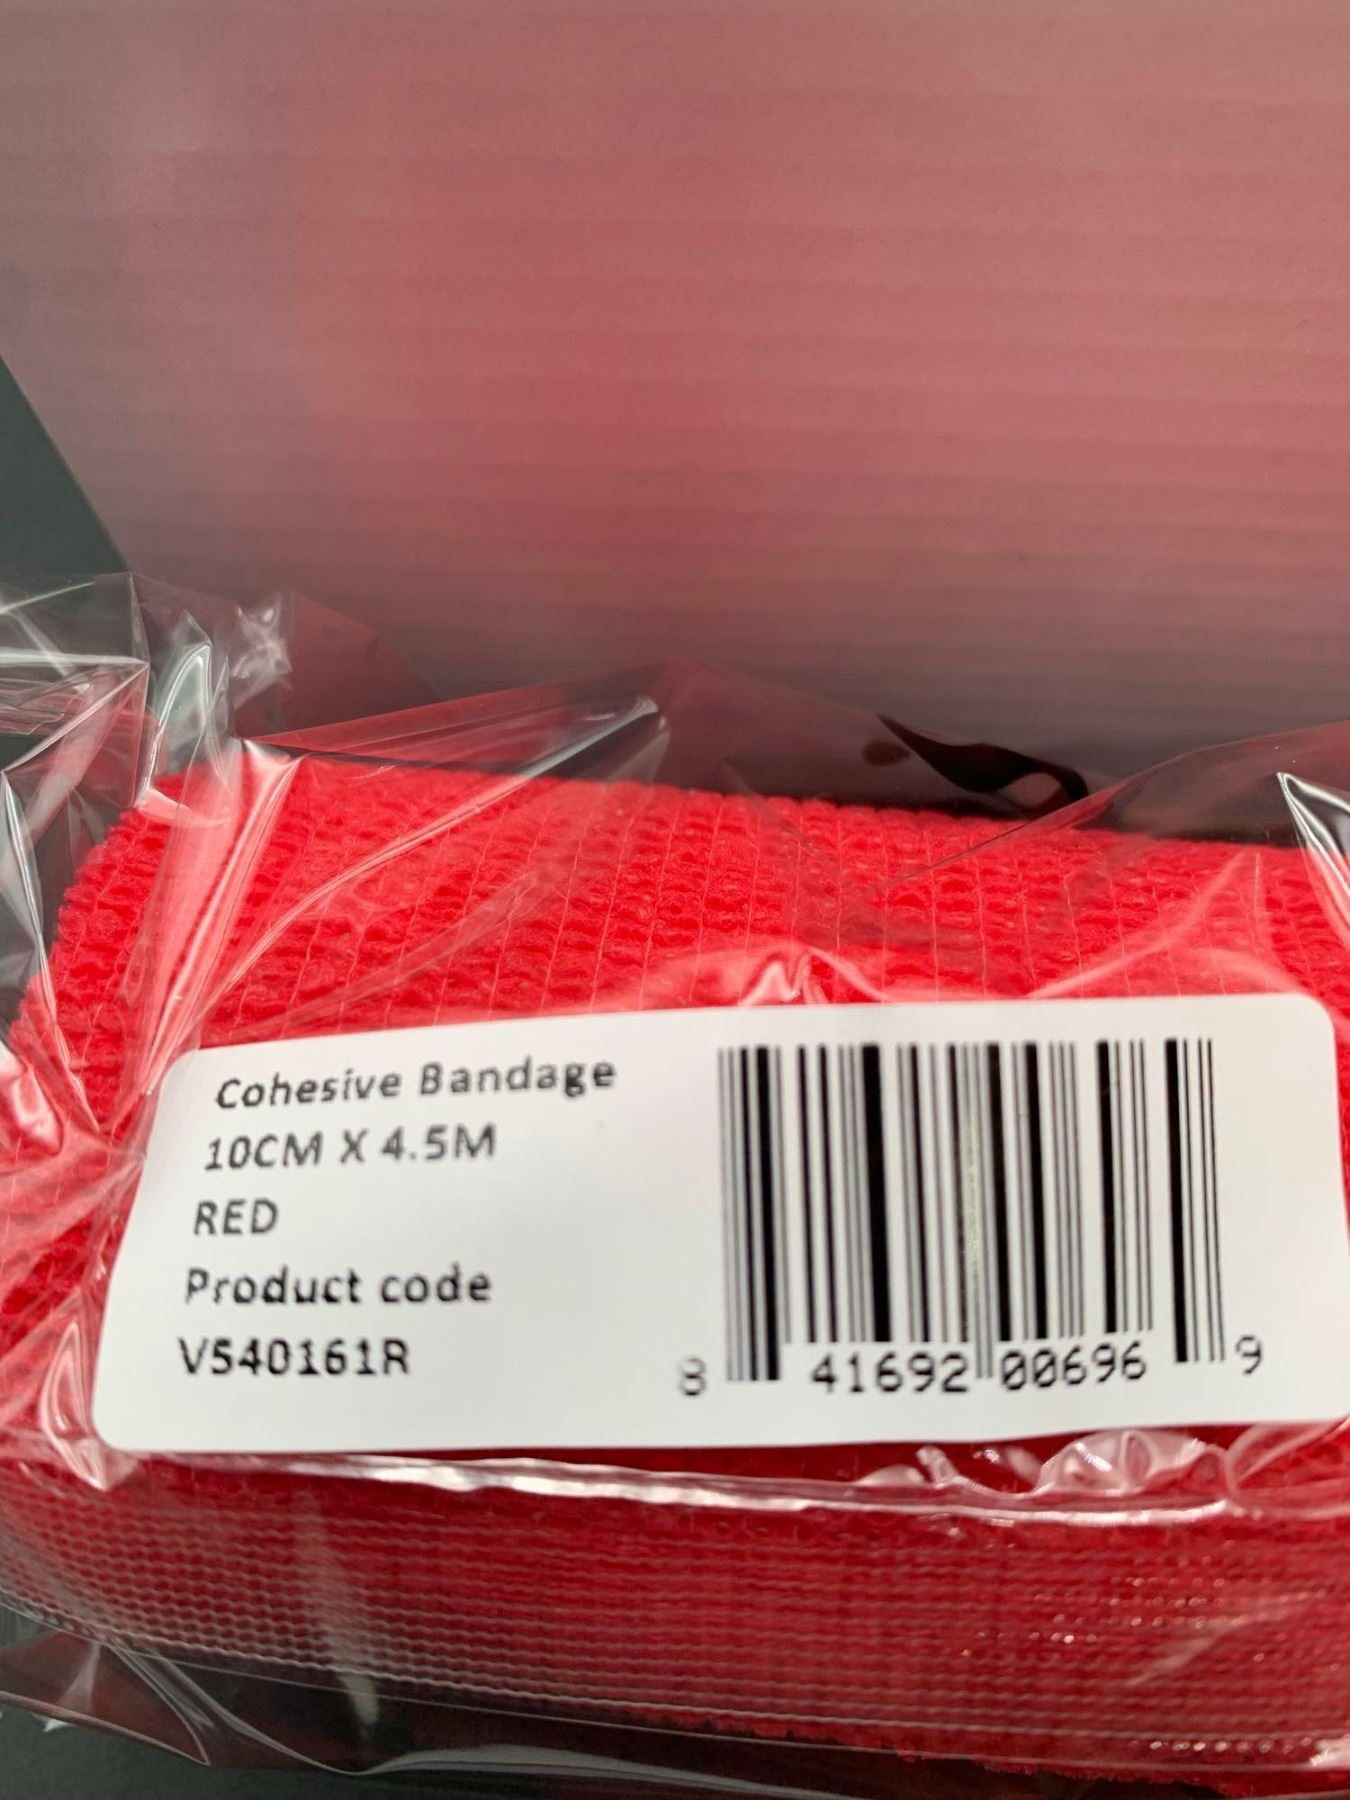 Cohesive Bandage
10CM X 4.5M
RED
Product code
V540161R
8 41692 00696 9